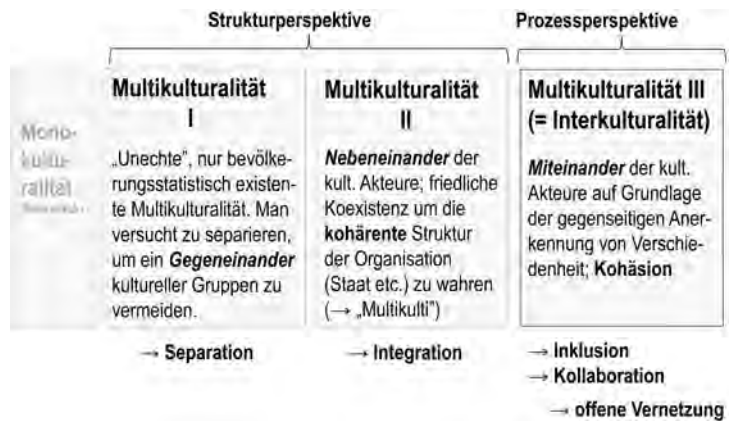 Strukturperspektive
Prozessperspektive
Mono-
kultu-
ralität
Multikulturalität
I
„Unechte", nur bevölke-
rungsstatistisch existen-
te Multikulturalität. Man
versucht zu separieren,
um ein Gegeneinander
kultureller Gruppen zu
vermeiden.
→ Separation
Multikulturalität
II
Nebeneinander der
kult. Akteure; friedliche
Koexistenz um die
kohärente Struktur
der Organisation
(Staat etc.) zu wahren
(→ „Multikulti")
→ Integration
Multikulturalität III
(= Interkulturalität)
Miteinander der kult.
Akteure auf Grundlage
der gegenseitigen Aner-
kennung von Verschie-
denheit; Kohäsion
→ Inklusion
→ Kollaboration
→ offene Vernetzung